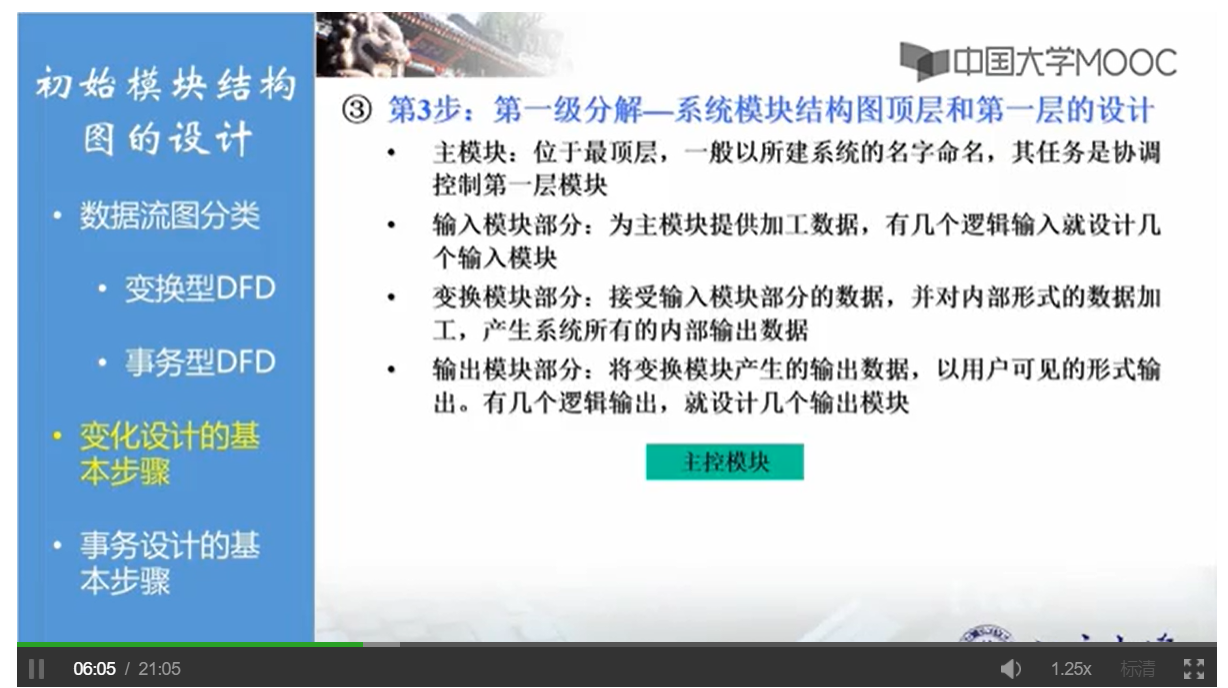 初始模块结构
图的设计
• 数据流图分类
• 变换型DFD
• 事务型DFD
• 变化设计的基
本步骤
• 事务设计的基
本步骤
中国大学MOOC
③ 第3步：第一级分解—系统模块结构图顶层和第一层的设计
• 主模块：位于最顶层，一般以所建系统的名字命名，其任务是协调
控制第一层模块
• 输入模块部分：为主模块提供加工数据，有几个逻辑输入就设计几
个输入模块
• 变换模块部分：接受输入模块部分的数据，并对内部形式的数据加
工，产生系统所有的内部输出数据
• 输出模块部分：将变换模块产生的输出数据，以用户可见的形式输
出。有几个逻辑输出，就设计几个输出模块
主控模块
06:05 / 21:05
1.25x
标清